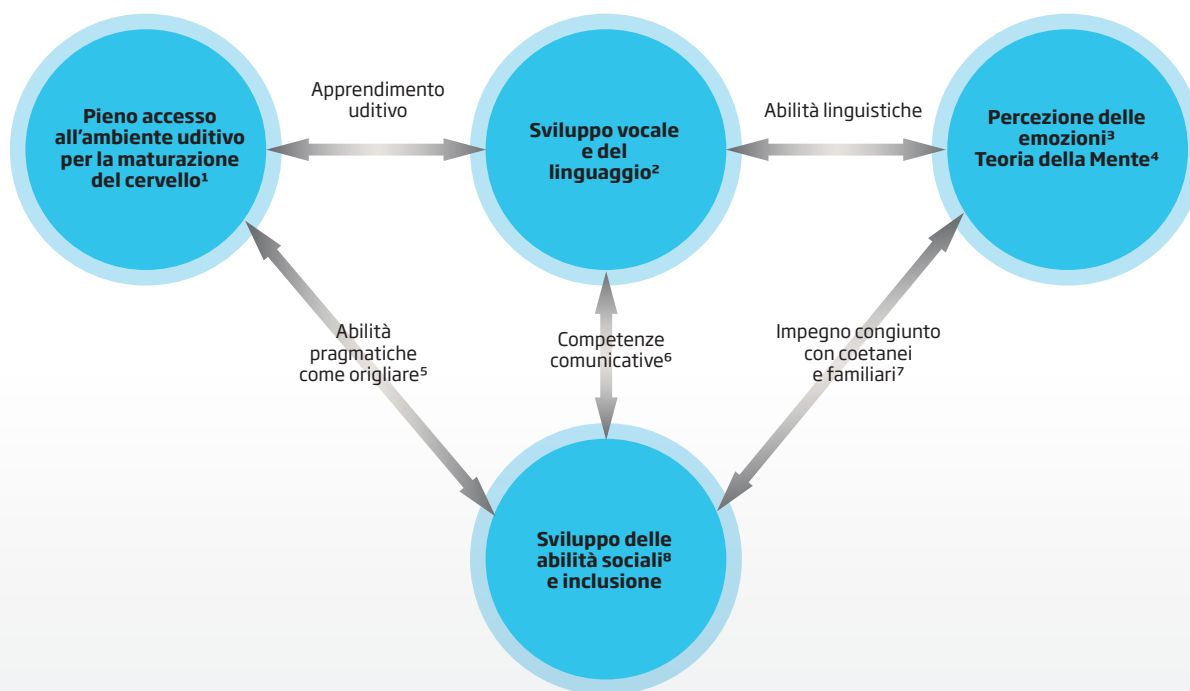 Pieno accesso
all'ambiente uditivo
per la maturazione
del cervello¹
Apprendimento
uditivo
Sviluppo vocale
e del
linguaggio²
Abilità linguistiche
Percezione delle
emozioni³
Teoria della Mente⁴
Abilità
pragmatiche
come origliare⁵
Competenze
comunicative⁶
Impegno congiunto
con coetanei
e familiari⁷
Sviluppo delle
abilità sociali⁸
e inclusione